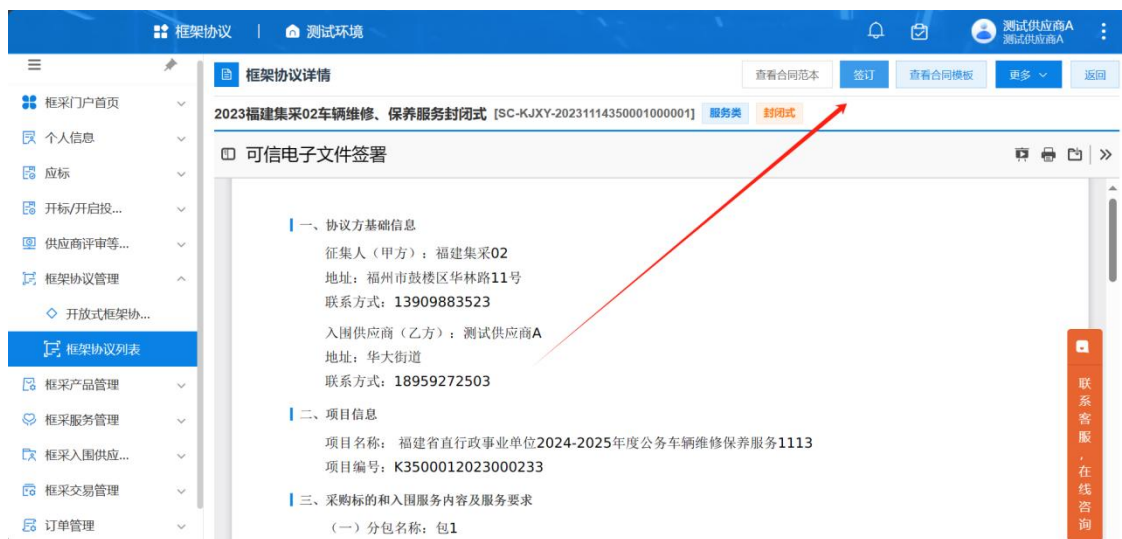 框架协议 | 测试环境 测试供应商A
测试供应商A
框架协议详情 查看合同范本 签订 查看合同模板 更多 返回
2023福建集采02车辆维修、保养服务封闭式 [SC-KJXY-20231114350001000001] 服务类 封闭式
可信电子文件签署
框采门户首页
个人信息
应标
开标/开启投...
供应商评审等...
框架协议管理
开放式框架协...
框架协议列表
框采产品管理
框采服务管理
框采入围供应...
框采交易管理
订单管理
一、协议方基础信息
征集人（甲方）：福建集采02
地址：福州市鼓楼区华林路11号
联系方式：13909883523
入围供应商（乙方）：测试供应商A
地址：华大街道
联系方式：18959272503
二、项目信息
项目名称： 福建省直行政事业单位2024-2025年度公务车辆维修保养服务1113
项目编号：K3500012023000233
三、采购标的和入围服务内容及服务要求
（一）分包名称：包1
联系客服，在线咨询